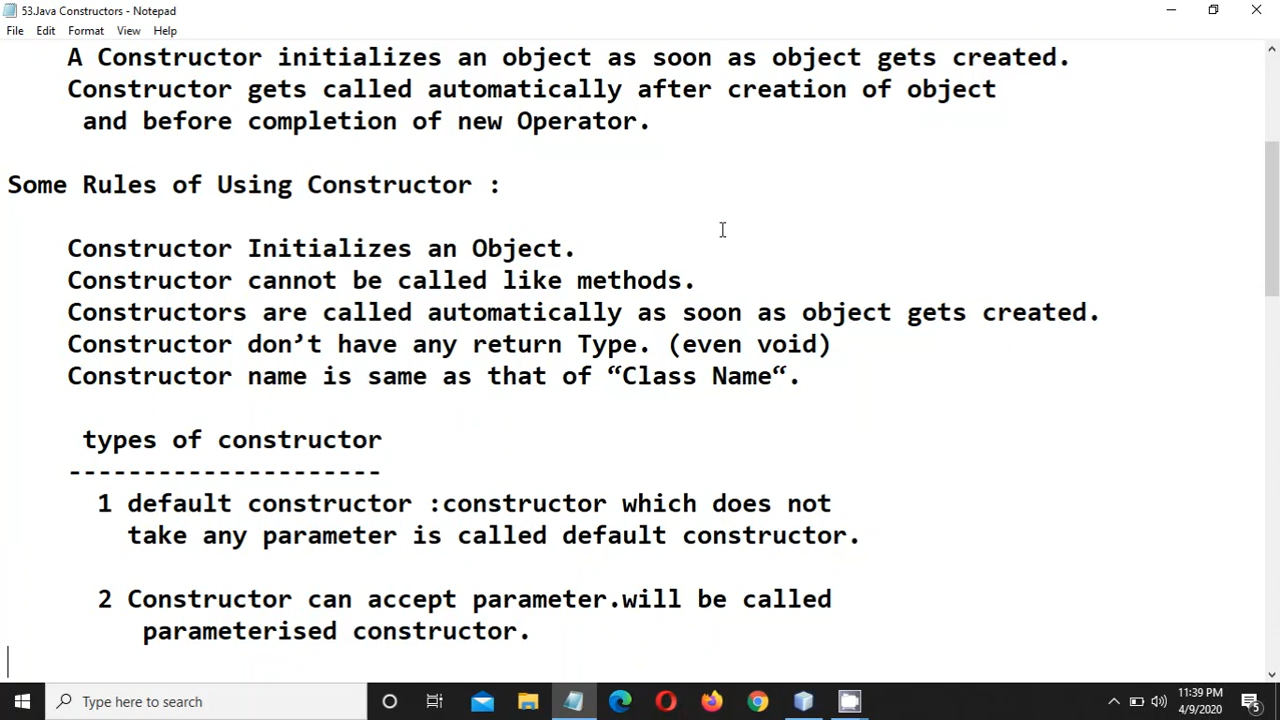 53.Java Constructors - Notepad
File Edit Format View Help
A Constructor initializes an object as soon as object gets created.
Constructor gets called automatically after creation of object
and before completion of new Operator.
Some Rules of Using Constructor :
Constructor Initializes an Object.
Constructor cannot be called like methods.
Constructors are called automatically as soon as object gets created.
Constructor don’t have any return Type. (even void)
Constructor name is same as that of “Class Name“.
types of constructor
---------------------
1 default constructor :constructor which does not
take any parameter is called default constructor.
2 Constructor can accept parameter.will be called
parameterised constructor.
Type here to search
11:39 PM
4/9/2020
5